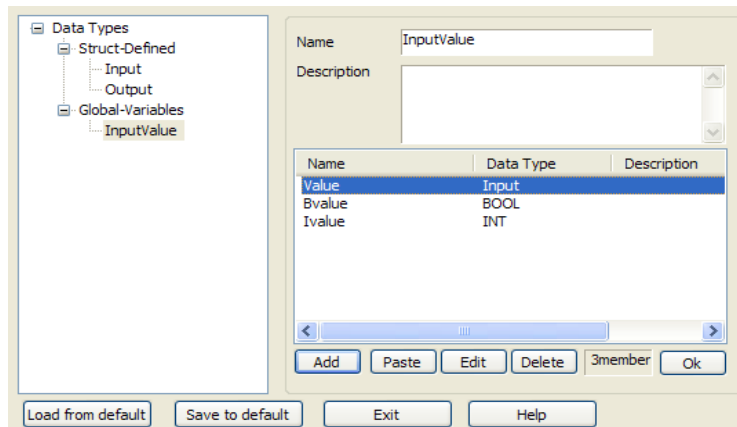 Data Types
Struct-Defined
Input
Output
Global-Variables
InputValue
Name InputValue
Description
Name Data Type Description
Value Input
Bvalue BOOL
Ivalue INT
Add Paste Edit Delete 3member Ok
Load from default Save to default Exit Help